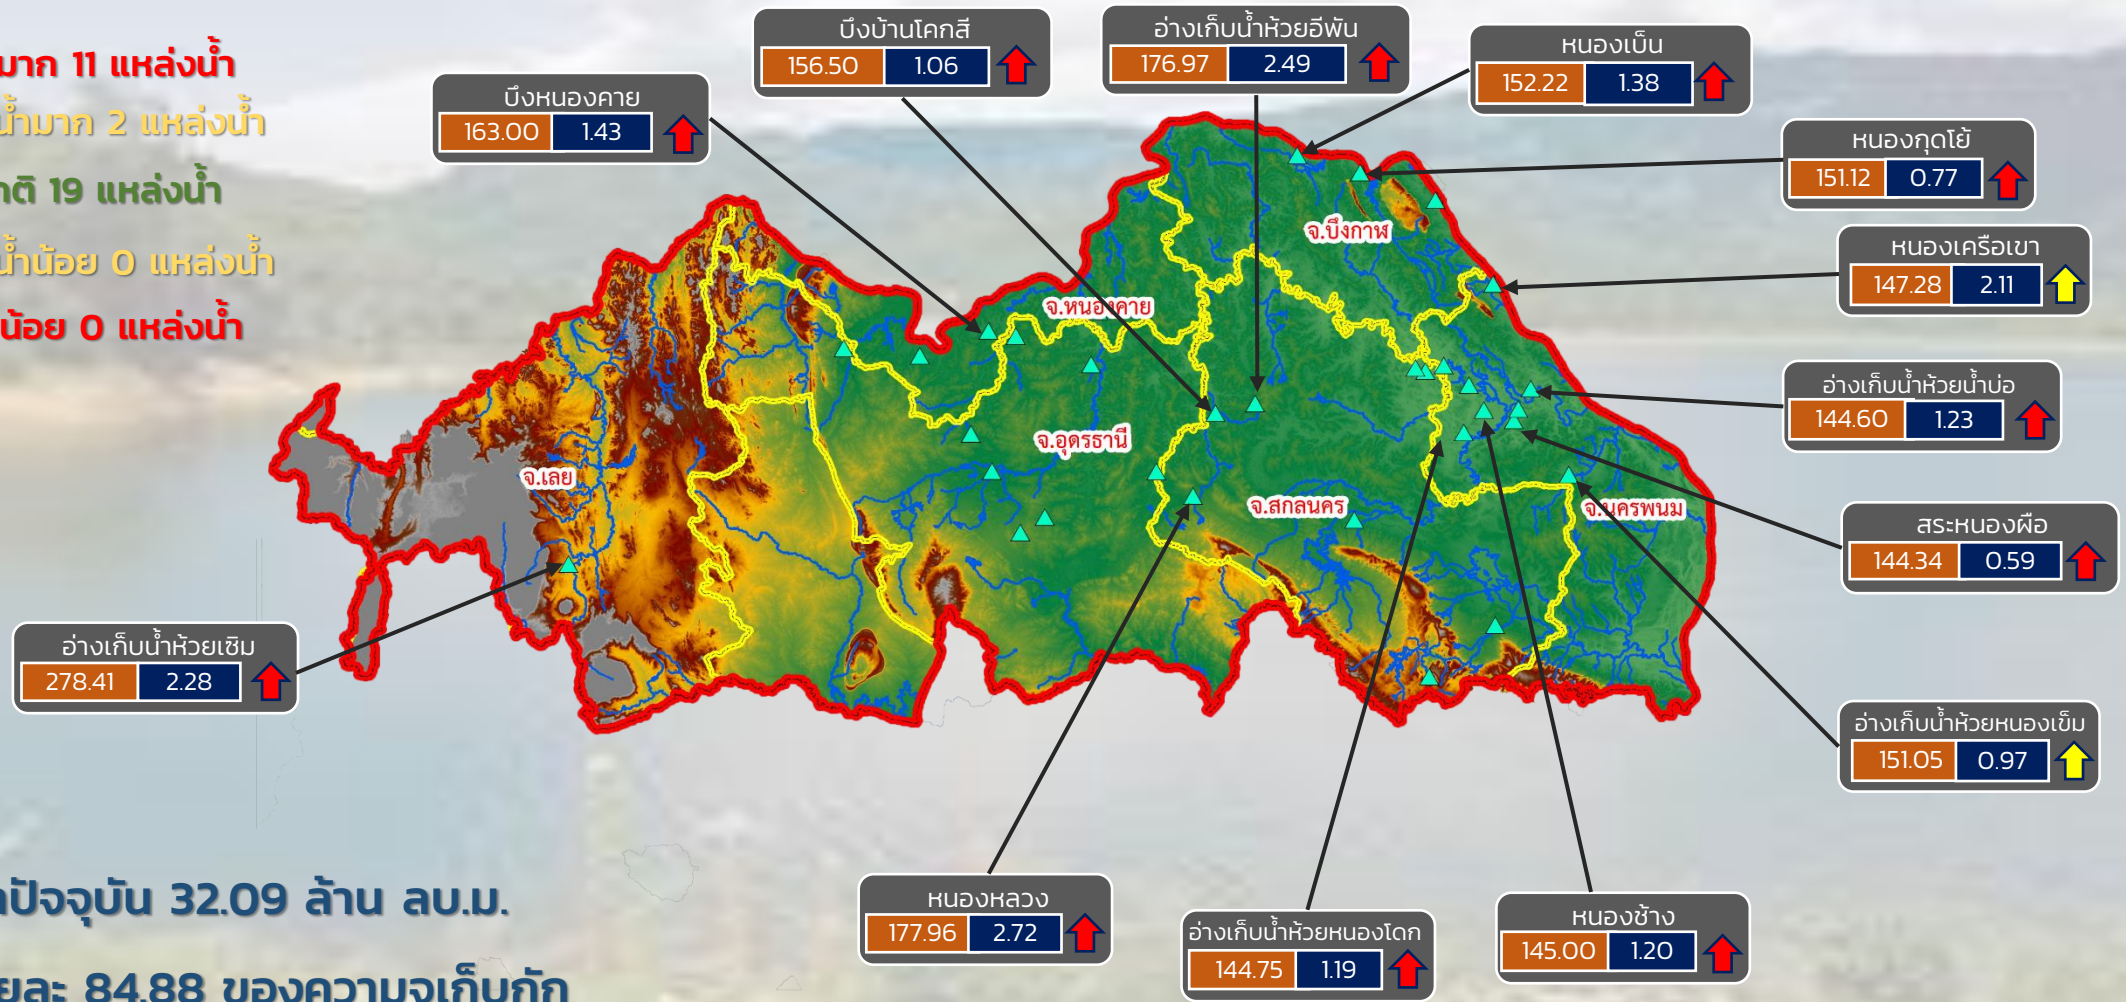 มาก 11 แหล่งน้ำ
น้ำมาก 2 แหล่งน้ำ
กติ 19 แหล่งน้ำ
น้ำน้อย 0 แหล่งน้ำ
น้อย 0 แหล่งน้ำ
บึงหนองคาย
163.00 1.43
บึงบ้านโคกสี
156.50 1.06
อ่างเก็บน้ำห้วยอีพัน
176.97 2.49
หนองเบ็น
152.22 1.38
หนองกุดโย้
151.12 0.77
หนองเครือเขา
147.28 2.11
อ่างเก็บน้ำห้วยน้ำบ่อ
144.60 1.23
สระหนองผือ
144.34 0.59
อ่างเก็บน้ำห้วยหนองเข็ม
151.05 0.97
จ.บึงกาฬ
จ.หนองคาย
จ.อุดรธานี
จ.เลย
จ.สกลนคร
จ.นครพนม
อ่างเก็บน้ำห้วยเซิม
278.41 2.28
หนองหลวง
177.96 2.72
อ่างเก็บน้ำห้วยหนองโดก
144.75 1.19
หนองช้าง
145.00 1.20
ปัจจุบัน 32.09 ล้าน ลบ.ม.
ยละ 84.88 ของความจุเก็บกัก